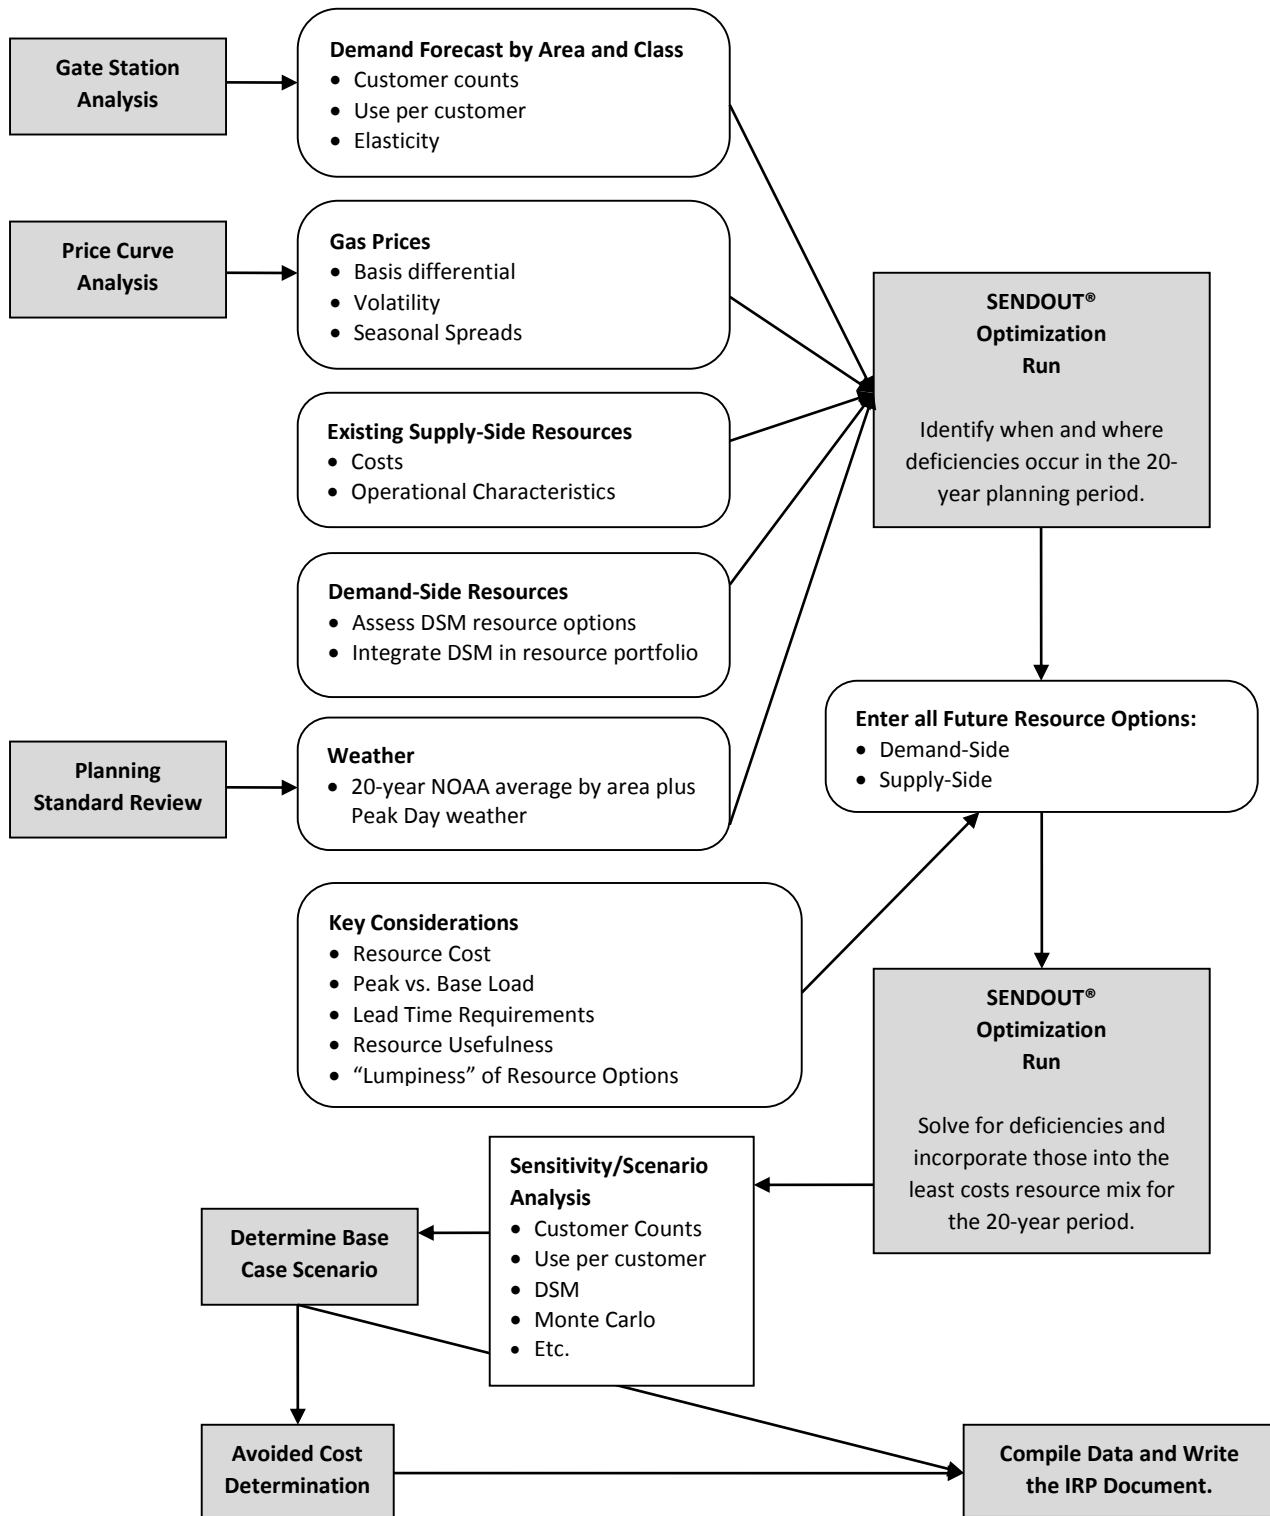 Gate Station
Analysis
Demand Forecast by Area and Class
• Customer counts
• Use per customer
• Elasticity
Price Curve
Analysis
Gas Prices
• Basis differential
• Volatility
• Seasonal Spreads
SENDOUT®
Optimization
Run
Identify when and where
deficiencies occur in the 20-
year planning period.
Existing Supply-Side Resources
• Costs
• Operational Characteristics
Demand-Side Resources
• Assess DSM resource options
• Integrate DSM in resource portfolio
Planning
Standard Review
Weather
• 20-year NOAA average by area plus
Peak Day weather
Enter all Future Resource Options:
• Demand-Side
• Supply-Side
Key Considerations
• Resource Cost
• Peak vs. Base Load
• Lead Time Requirements
• Resource Usefulness
• “Lumpiness” of Resource Options
SENDOUT®
Optimization
Run
Solve for deficiencies and
incorporate those into the
least costs resource mix for
the 20-year period.
Sensitivity/Scenario
Analysis
• Customer Counts
• Use per customer
• DSM
• Monte Carlo
• Etc.
Determine Base
Case Scenario
Avoided Cost
Determination
Compile Data and Write
the IRP Document.